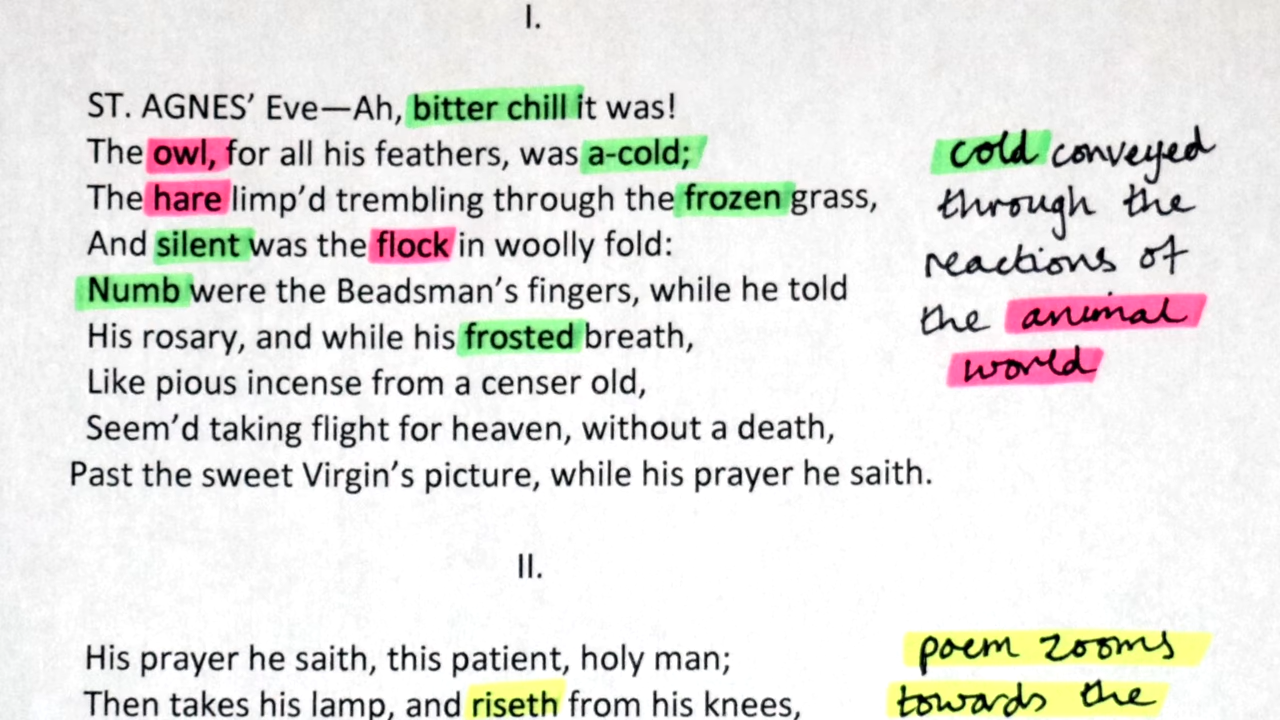 I.
ST. AGNES’ Eve—Ah, bitter chill it was!
The owl, for all his feathers, was a-cold;
The hare limp’d trembling through the frozen grass,
And silent was the flock in woolly fold:
Numb were the Beadsman’s fingers, while he told
His rosary, and while his frosted breath,
Like pious incense from a censer old,
Seem’d taking flight for heaven, without a death,
Past the sweet Virgin’s picture, while his prayer he saith.
cold conveyed
through the
reactions of
the animal
world
II.
His prayer he saith, this patient, holy man;
Then takes his lamp, and riseth from his knees,
poem zooms
towards the